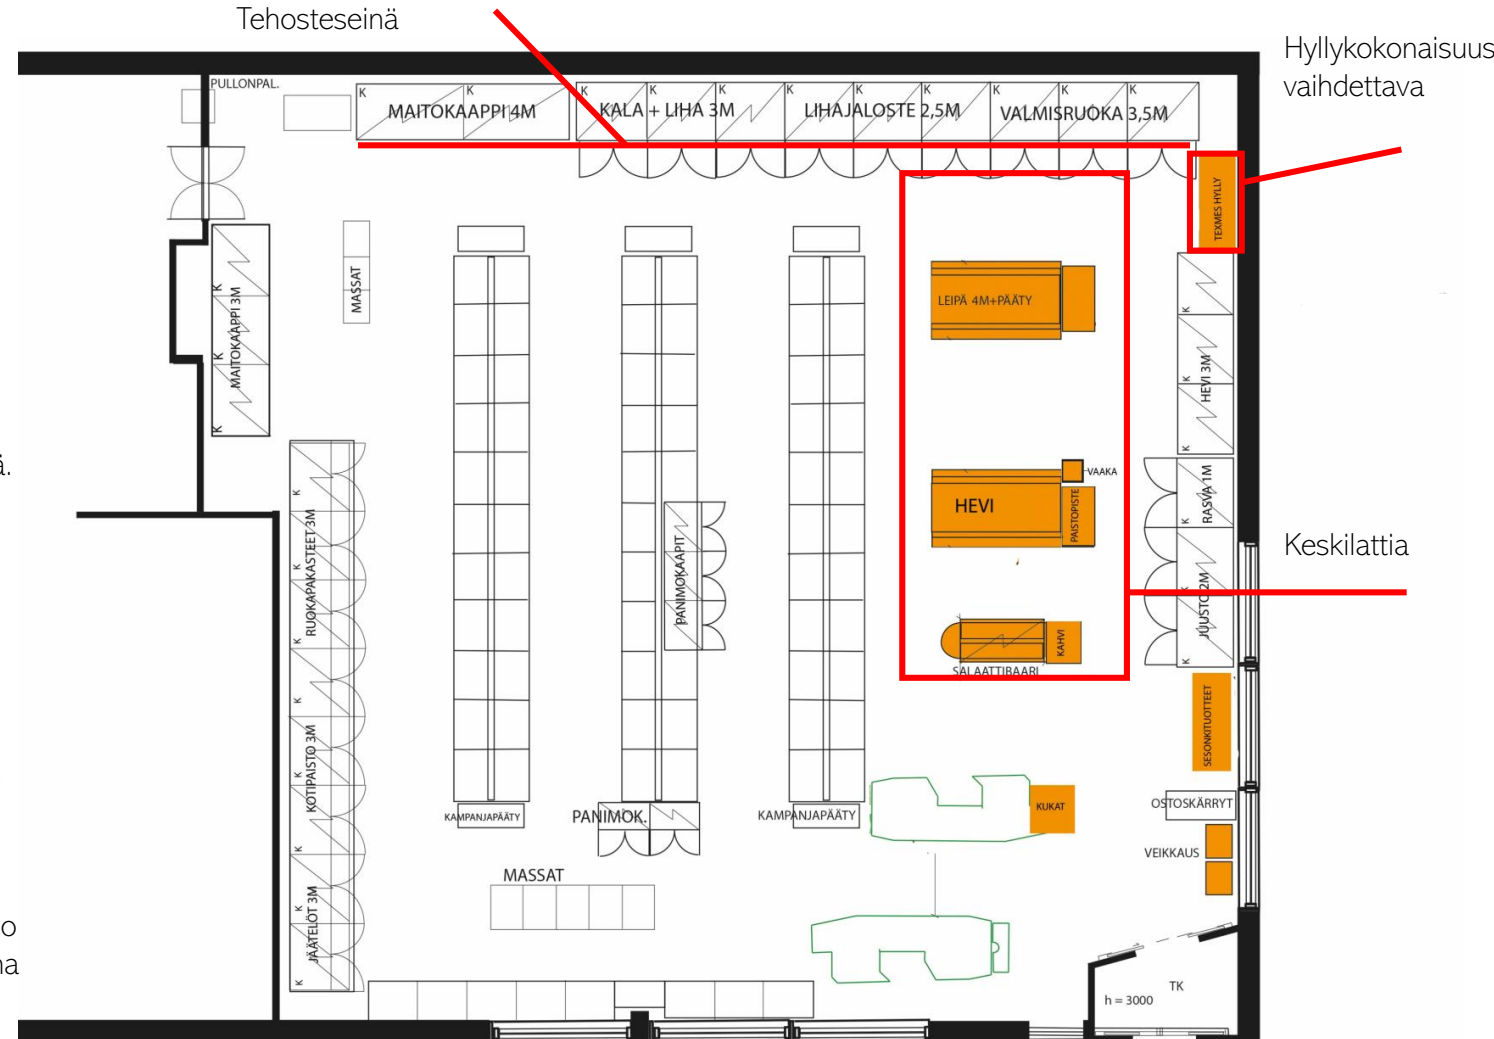 Tehosteseinä
Hyllykokonaisuus
vaihdettava
PULLONPAL.
K
K
MAITOKAAPPI 4M
K
K
K
K
K
K
K
K
K
KALA + LIHA 3M
LIHAJALOSTE 2,5M
VALMISRUOKA 3,5M
TEXMES HYLLY
MASSAT
MAITOKAAPPI 3M
K
K
K
LEIPÄ 4M+PÄÄTY
K
HEVI 3M
K
K
ä.
VAAKA
HEVI
PAISTOPISTE
RASVA 1M
K
JUUSTO 2M
K
K
Keskilattia
RUOKAPAKASTEET 3M
K
K
K
PANIMOKAAPIT
KAHVI
SALAATTIBAARI
SESONKITUOTTEET
KOTIPAISTO 3M
K
K
K
KAMPANJAPÄÄTY
PANIMOK.
KAMPANJAPÄÄTY
KUKAT
OSTOSKÄRRYT
VEIKKAUS
MASSAT
JÄÄTELÖT 3M
K
K
o
na
TK
h = 3000